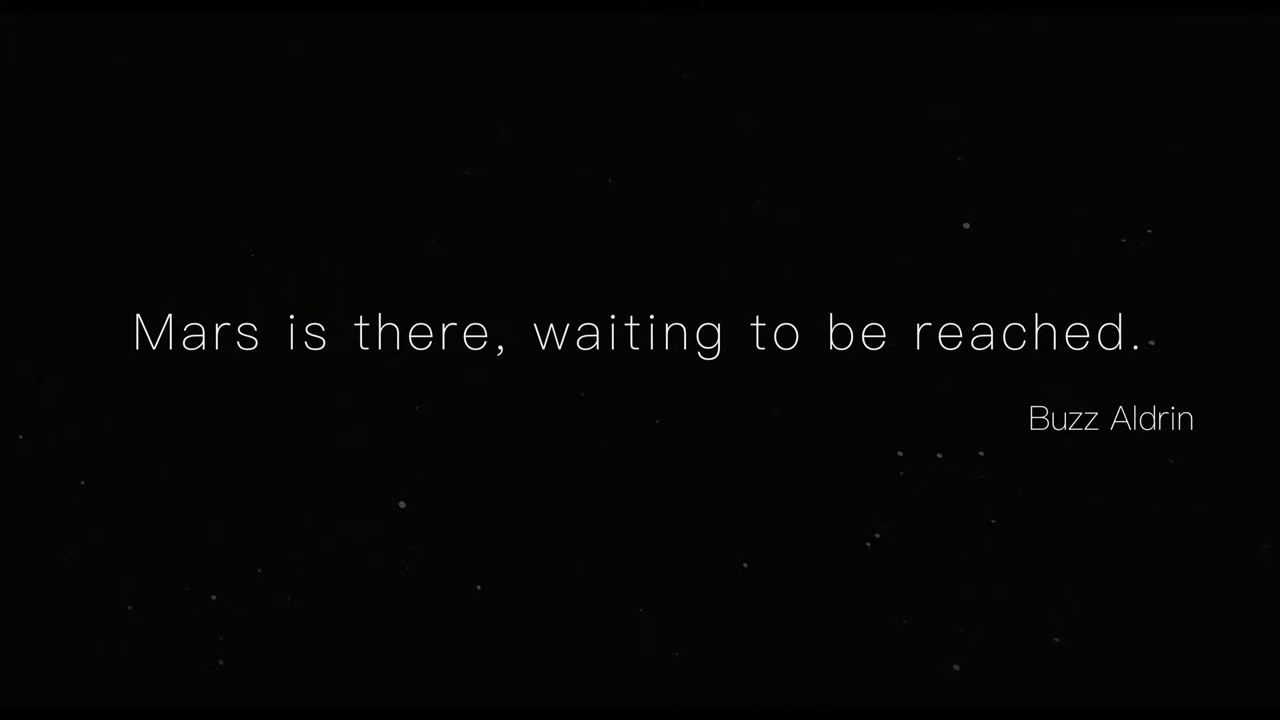 Mars is there, waiting to be reached.
Buzz Aldrin